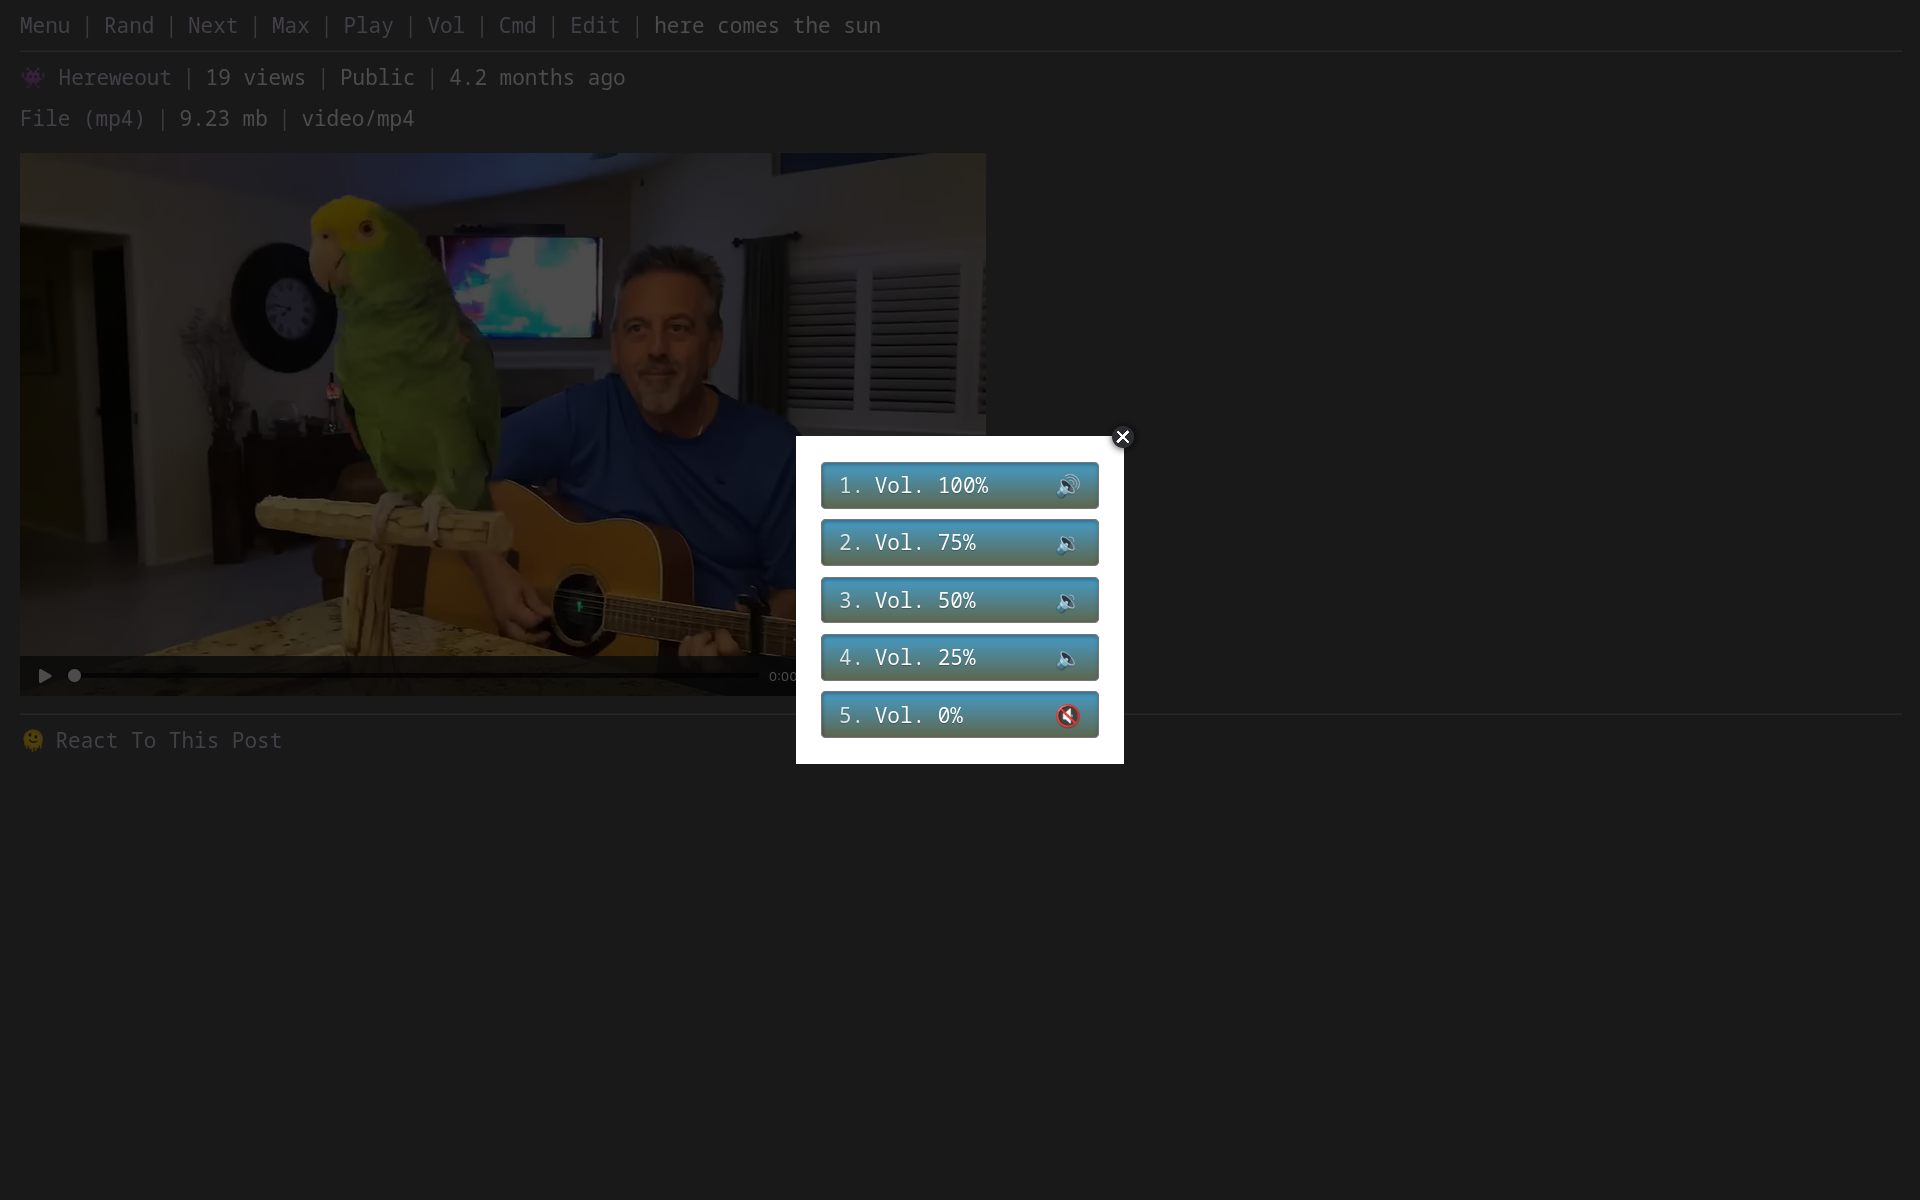 Menu | Rand | Next | Max | Play | Vol | Cmd | Edit | here comes the sun
👾 Hereweout | 19 views | Public | 4.2 months ago
File (mp4) | 9.23 mb | video/mp4
1. Vol. 100%
2. Vol. 75%
3. Vol. 50%
4. Vol. 25%
0:00
5. Vol. 0%
🫠 React To This Post